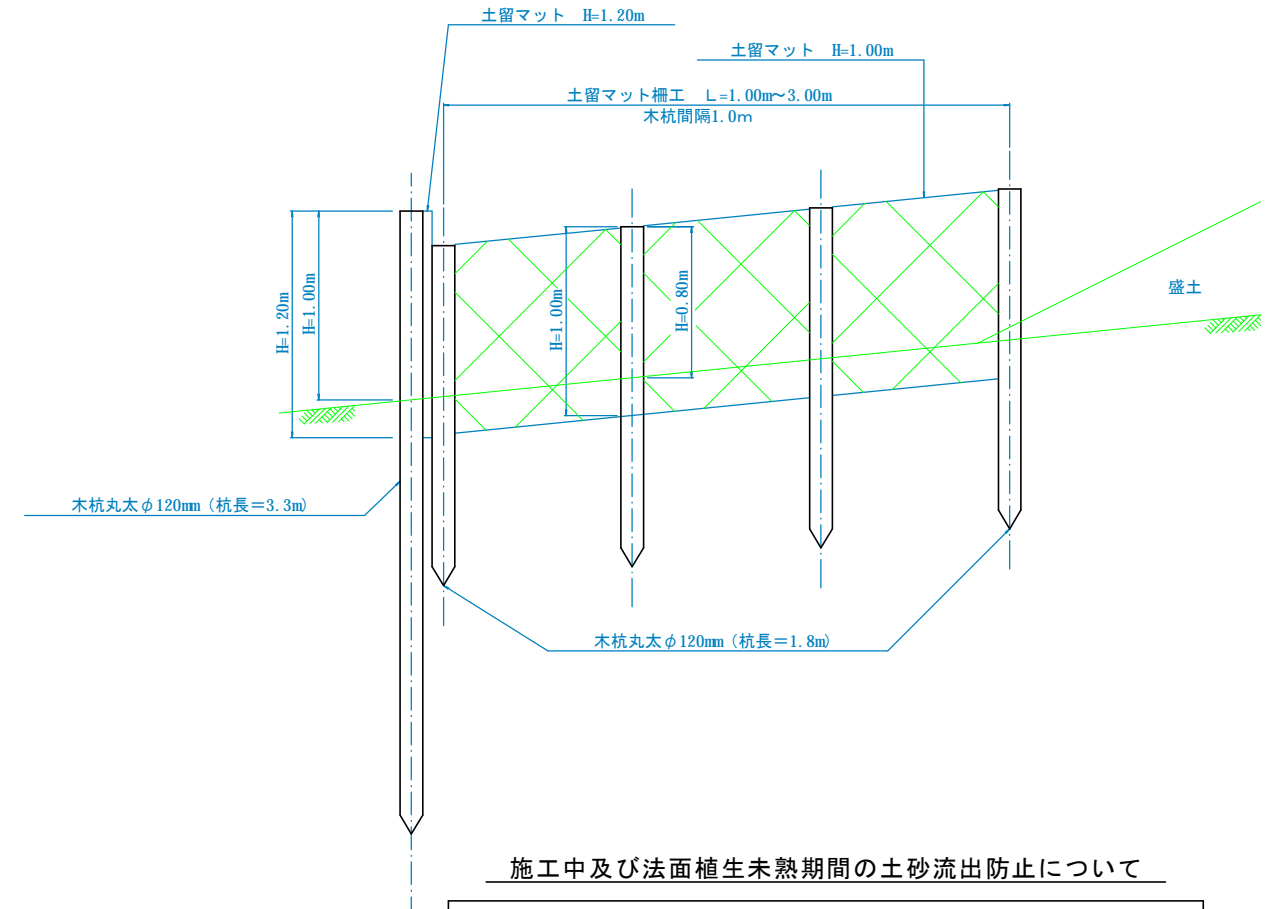 土留マット H=1.20m
土留マット H=1.00m
土留マット柵工 L=1.00m~3.00m
木杭間隔1.0m
H=1.20m
H=1.00m
H=1.00m
H=0.80m
盛土
木杭丸太φ120mm(杭長=3.3m)
木杭丸太φ120mm(杭長=1.8m)
施工中及び法面植生未熟期間の土砂流出防止について